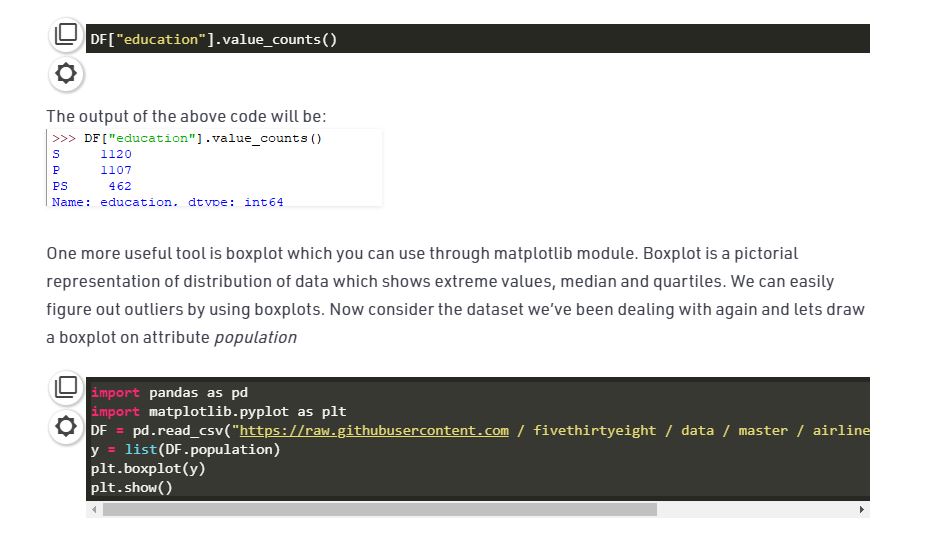 DF["education"].value_counts()
The output of the above code will be:
>>> DF["education"].value_counts()
S 1120
P 1107
PS 462
Name: education, dtype: int64
One more useful tool is boxplot which you can use through matplotlib module. Boxplot is a pictorial
representation of distribution of data which shows extreme values, median and quartiles. We can easily
figure out outliers by using boxplots. Now consider the dataset we’ve been dealing with again and lets draw
a boxplot on attribute population
import pandas as pd
import matplotlib.pyplot as plt
DF = pd.read_csv("https://raw.githubusercontent.com / fivethirtyeight / data / master / airline
y = list(DF.population)
plt.boxplot(y)
plt.show()